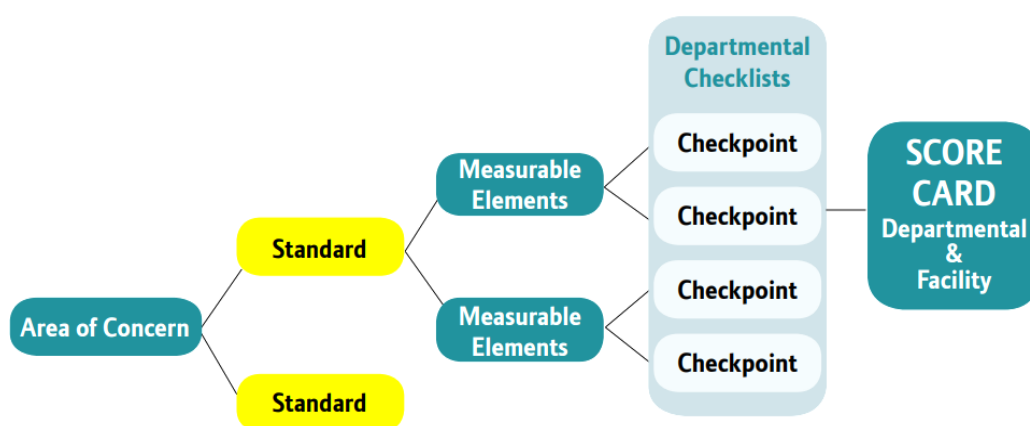 Area of Concern
Standard
Standard
Measurable
Elements
Measurable
Elements
Departmental
Checklists
Checkpoint
Checkpoint
Checkpoint
Checkpoint
SCORE
CARD
Departmental
&
Facility